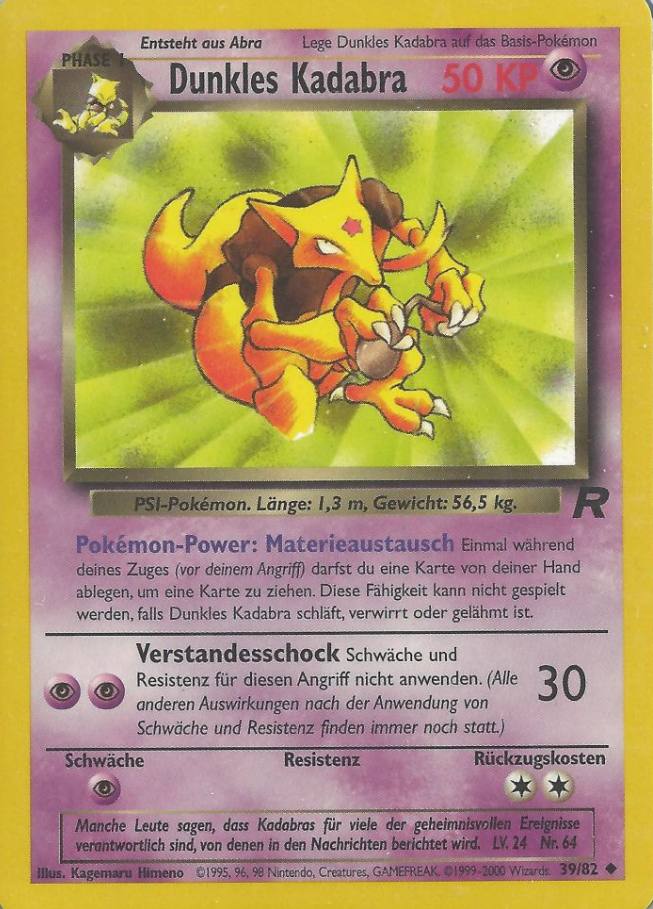 Entsteht aus Abra Lege Dunkles Kadabra auf das Basis-Pokémon
PHASE 1
Dunkles Kadabra 50 KP
PSI-Pokémon. Länge: 1,3 m, Gewicht: 56,5 kg.
R
Pokémon-Power: Materieaustausch Einmal während
deines Zuges (vor deinem Angriff) darfst du eine Karte von deiner Hand
ablegen, um eine Karte zu ziehen. Diese Fähigkeit kann nicht gespielt
werden, falls Dunkles Kadabra schläft, verwirrt oder gelähmt ist.
Verstandesschock Schwäche und
Resistenz für diesen Angriff nicht anwenden. (Alle
anderen Auswirkungen nach der Anwendung von
Schwäche und Resistenz finden immer noch statt.)
30
Schwäche Resistenz Rückzugskosten
Manche Leute sagen, dass Kadabras für viele der geheimnisvollen Ereignisse
verantwortlich sind, von denen in den Nachrichten berichtet wird. LV. 24 Nr. 64
Illus. Kagemaru Himeno ©1995, 96, 98 Nintendo, Creatures, GAMEFREAK. ©1999-2000 Wizards. 39/82